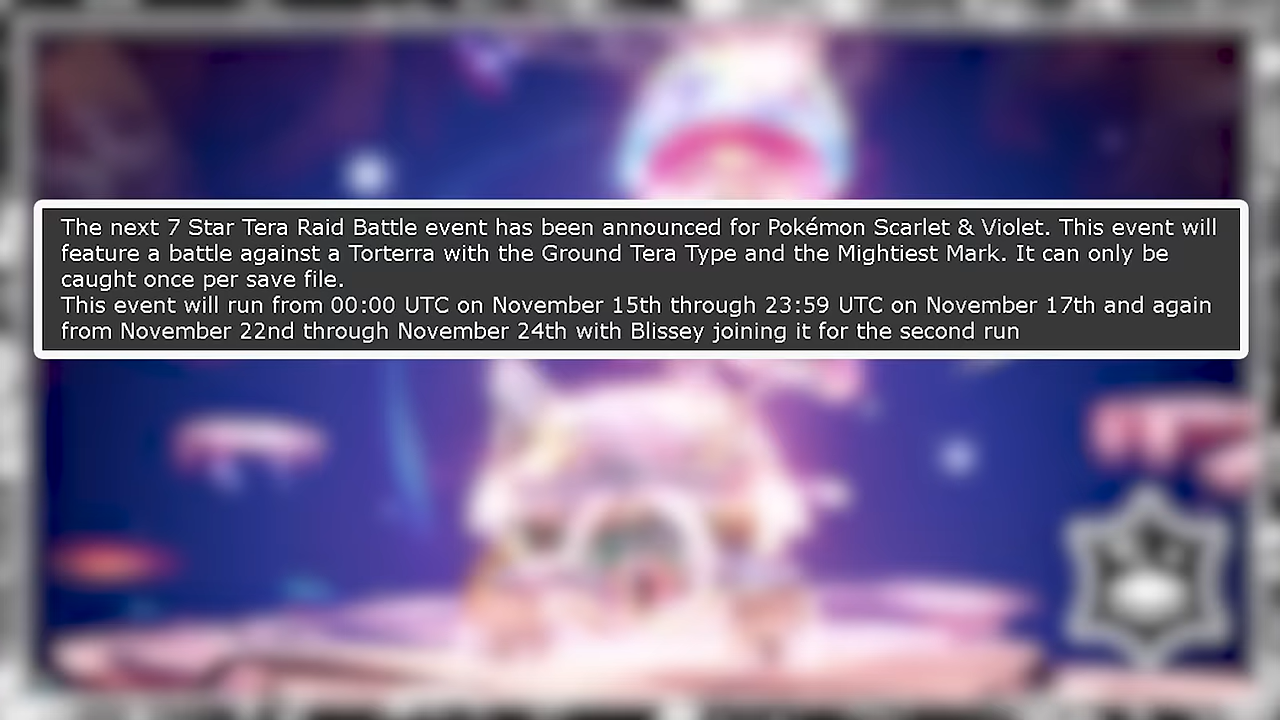 The next 7 Star Tera Raid Battle event has been announced for Pokémon Scarlet & Violet. This event will
feature a battle against a Torterra with the Ground Tera Type and the Mightiest Mark. It can only be
caught once per save file.
This event will run from 00:00 UTC on November 15th through 23:59 UTC on November 17th and again
from November 22nd through November 24th with Blissey joining it for the second run